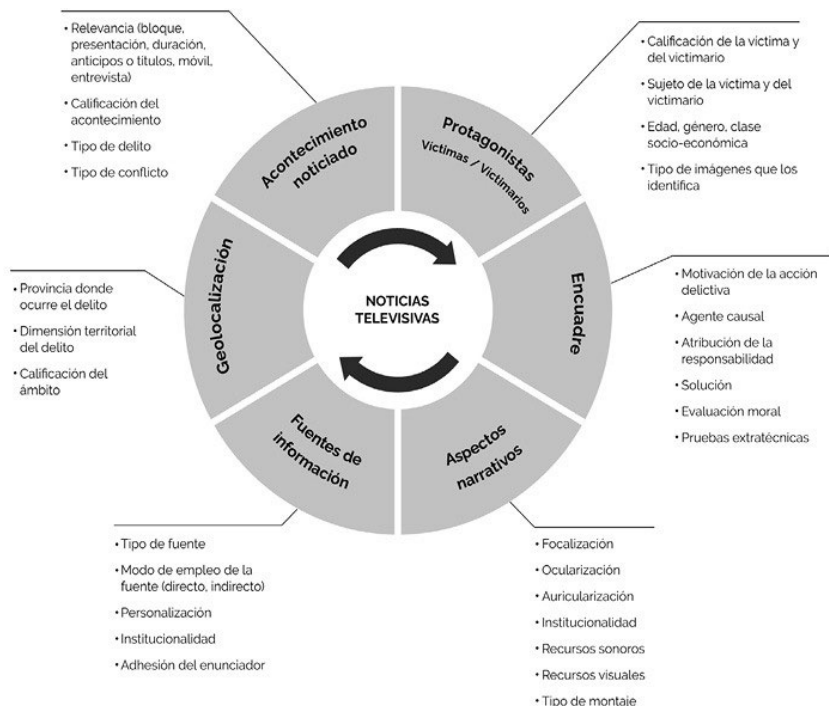 • Relevancia (bloque,
presentación, duración,
anticipos o títulos, móvil,
entrevista)
• Calificación del
acontecimiento
• Tipo de delito
• Tipo de conflicto
• Calificación de la víctima y
del victimario
• Sujeto de la víctima y del
victimario
• Edad, género, clase
socio-económica
• Tipo de imágenes que los
identifica
Acontecimiento
noticiado
Protagonistas
Víctimas / Victimarios
Geolocalización
NOTICIAS
TELEVISIVAS
Encuadre
• Provincia donde
ocurre el delito
• Dimensión territorial
del delito
• Calificación del
ámbito
• Motivación de la acción
delictiva
• Agente causal
• Atribución de la
responsabilidad
• Solución
• Evaluación moral
• Pruebas extratécnicas
Fuentes de
información
Aspectos
narrativos
• Tipo de fuente
• Modo de empleo de la
fuente (directo, indirecto)
• Personalización
• Institucionalidad
• Adhesión del enunciador
• Focalización
• Ocularización
• Auricularización
• Institucionalidad
• Recursos sonoros
• Recursos visuales
• Tipo de montaje